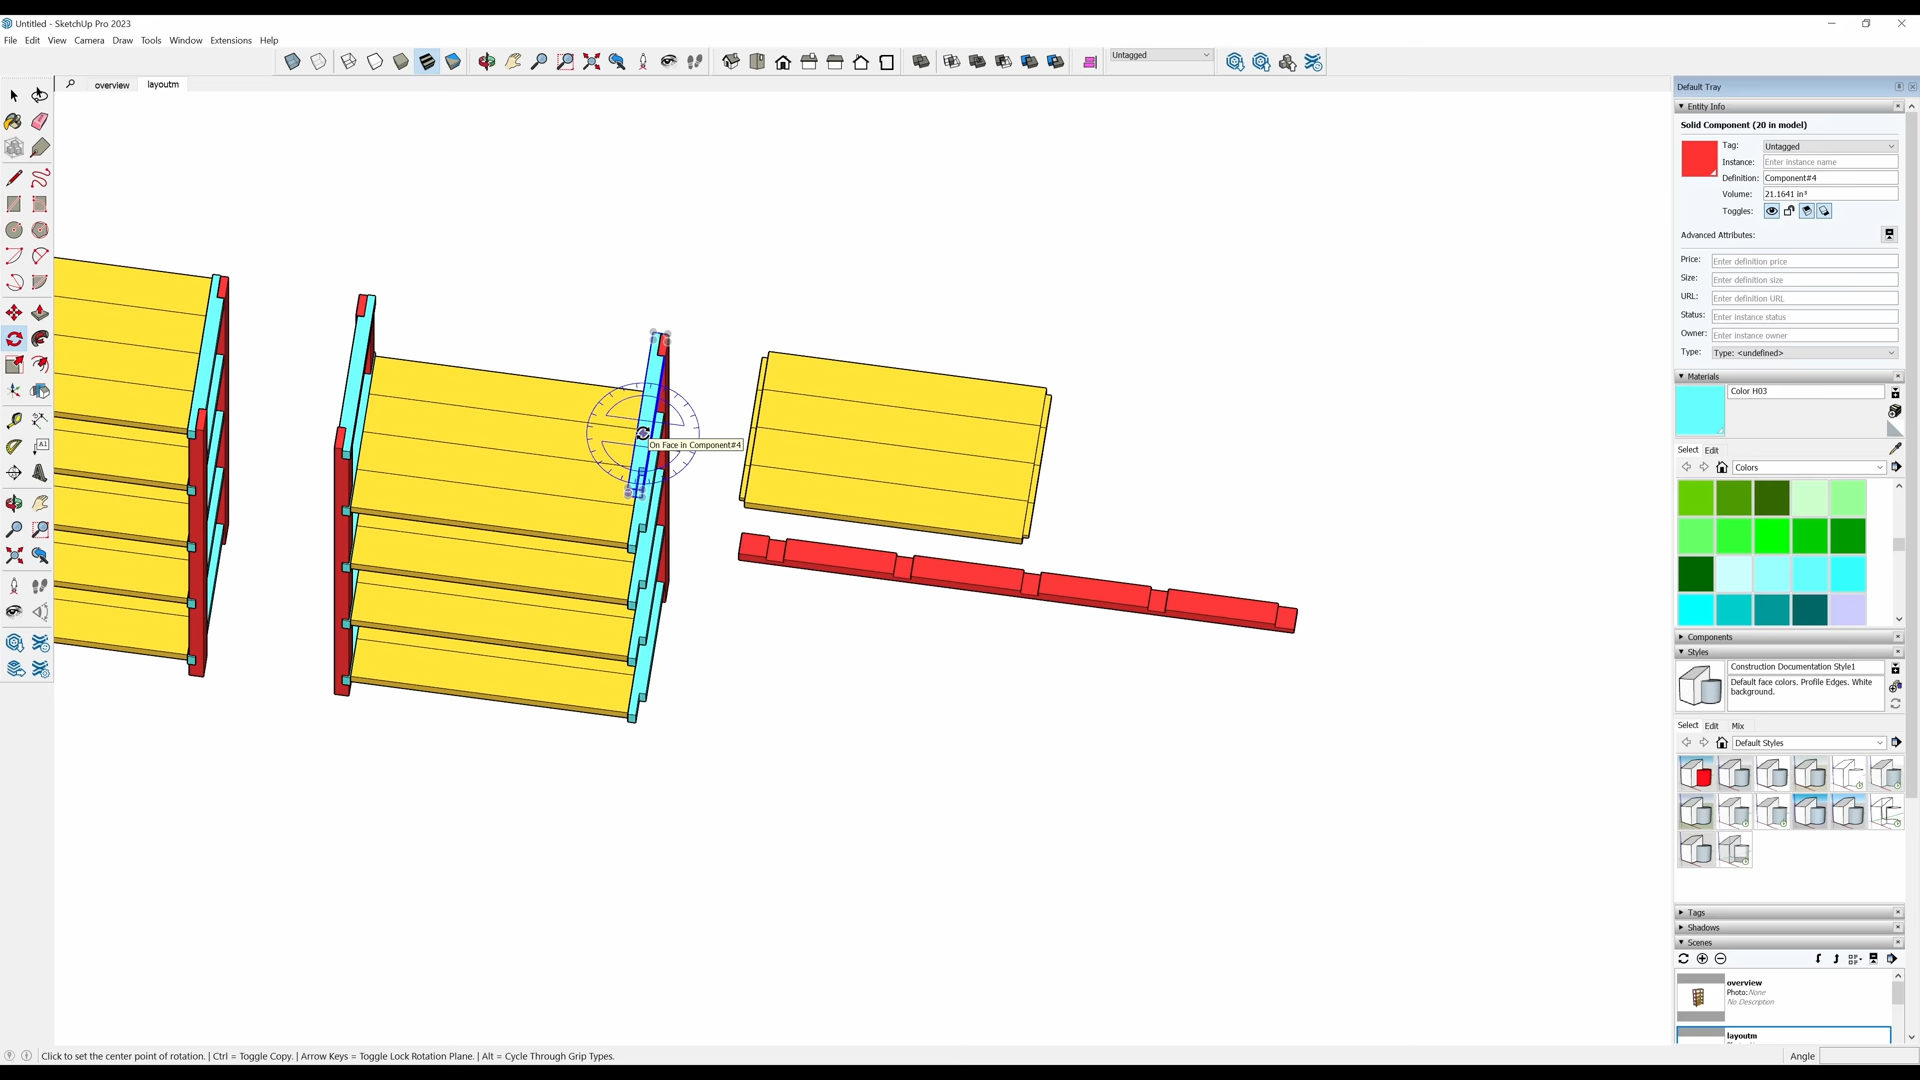 Untitled - SketchUp Pro 2023
File Edit View Camera Draw Tools Window Extensions Help
Untagged
overview layoutm
Default Tray
Entity Info
Solid Component (20 in model)
Tag: Untagged
Instance: Enter instance name
Definition: Component#4
Volume: 21.1641 in³
Toggles:
Advanced Attributes:
Price: Enter definition price
Size: Enter definition size
URL: Enter definition URL
Status: Enter instance status
Owner: Enter instance owner
Type: Type: <undefined>
Materials
Color H03
On Face in Component#4
A1
Select Edit
Colors
Components
Styles
Construction Documentation Style1
Default face colors. Profile Edges. White
background.
Select Edit Mix
Default Styles
Tags
Shadows
Scenes
overview
Photo: None
No Description
layoutm
Click to set the center point of rotation. | Ctrl = Toggle Copy. | Arrow Keys = Toggle Lock Rotation Plane. | Alt = Cycle Through Grip Types.
Angle